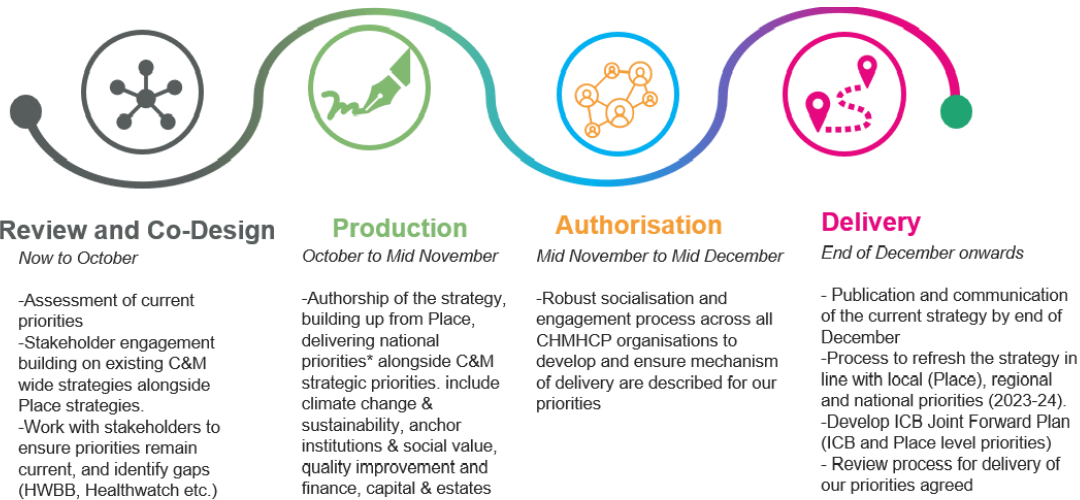 Review and Co-Design
Now to October
-Assessment of current
priorities
-Stakeholder engagement
building on existing C&M
wide strategies alongside
Place strategies.
-Work with stakeholders to
ensure priorities remain
current, and identify gaps
(HWBB, Healthwatch etc.)
Production
October to Mid November
-Authorship of the strategy,
building up from Place,
delivering national
priorities* alongside C&M
strategic priorities. include
climate change &
sustainability, anchor
institutions & social value,
quality improvement and
finance, capital & estates
Authorisation
Mid November to Mid December
-Robust socialisation and
engagement process across all
CHMHCP organisations to
develop and ensure mechanism
of delivery are described for our
priorities
Delivery
End of December onwards
- Publication and communication
of the current strategy by end of
December
-Process to refresh the strategy in
line with local (Place), regional
and national priorities (2023-24).
-Develop ICB Joint Forward Plan
(ICB and Place level priorities)
- Review process for delivery of
our priorities agreed